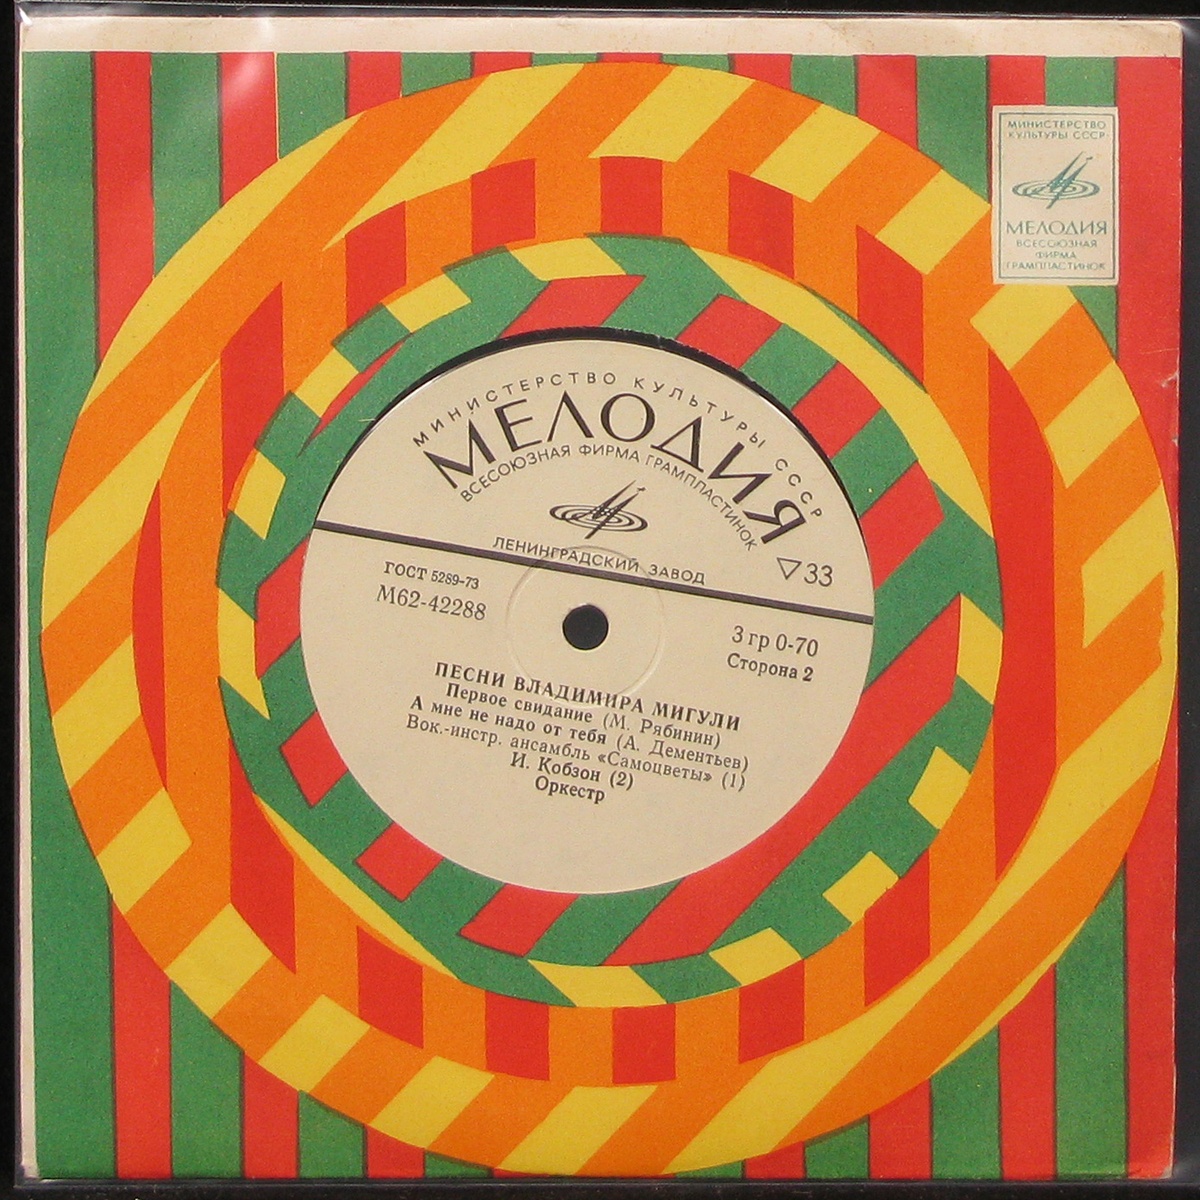 МИНИСТЕРСТВО
КУЛЬТУРЫ СССР
МЕЛОДИЯ
ВСЕСОЮЗНАЯ
ФИРМА
ГРАМПЛАСТИНОК
МИНИСТЕРСТВО КУЛЬТУРЫ СССР
МЕЛОДИЯ
ВСЕСОЮЗНАЯ ФИРМА ГРАМПЛАСТИНОК
ЛЕНИНГРАДСКИЙ ЗАВОД
33
ГОСТ 5289-73
М62-42288
3 гр 0-70
Сторона 2
ПЕСНИ ВЛАДИМИРА МИГУЛИ
Первое свидание (М. Рябинин)
А мне не надо от тебя (А. Дементьев)
Вок.-инстр. ансамбль «Самоцветы» (1)
И. Кобзон (2)
Оркестр